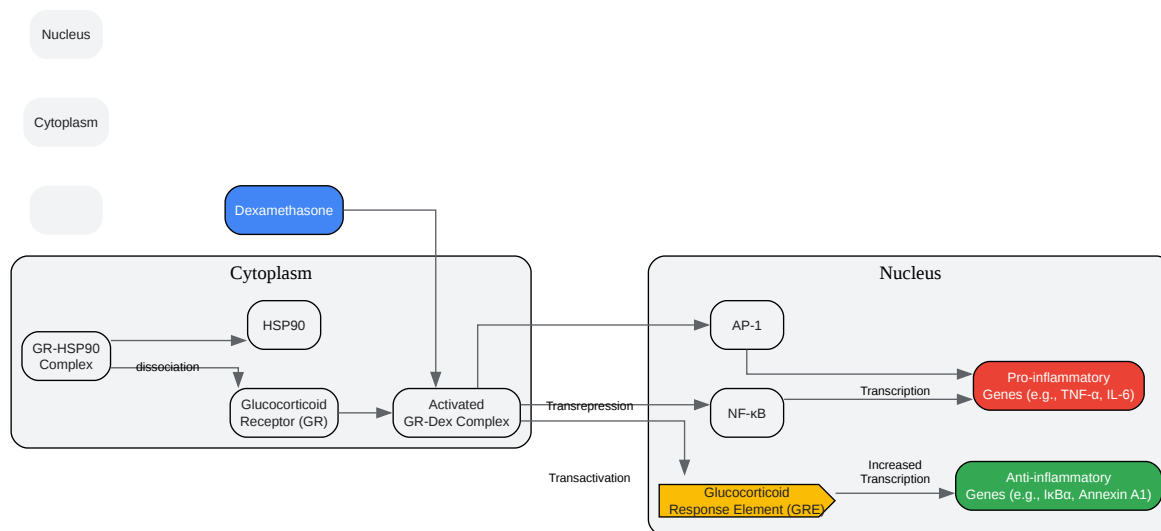 Nucleus
Cytoplasm
Dexamethasone
Cytoplasm
Nucleus
HSP90
AP-1
GR-HSP90
Complex
dissociation
Glucocorticoid
Receptor (GR)
Activated
GR-Dex Complex
Transrepression
NF-κB
Transcription
Pro-inflammatory
Genes (e.g., TNF-α, IL-6)
Transactivation
Glucocorticoid
Response Element (GRE)
Increased
Transcription
Anti-inflammatory
Genes (e.g., IκBα, Annexin A1)